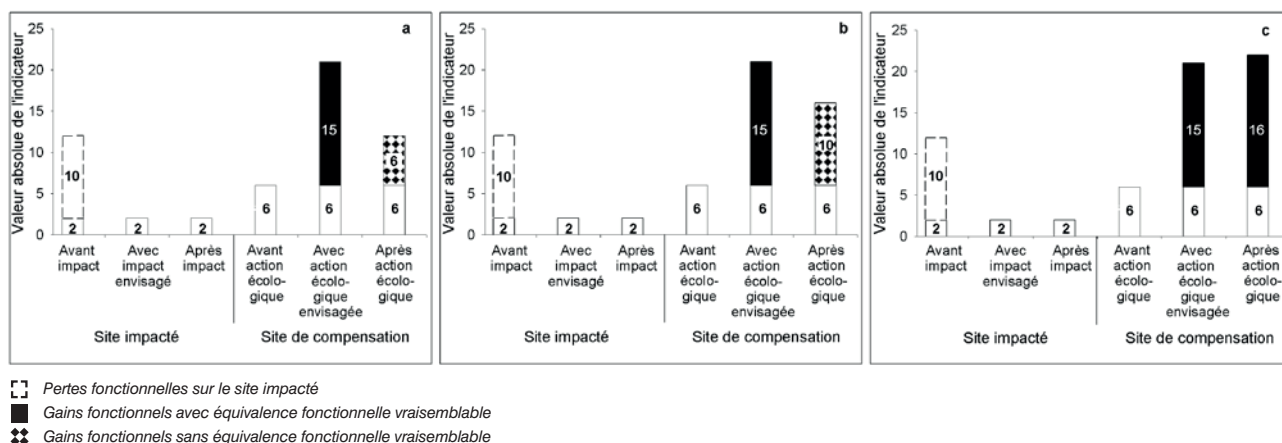 a
Valeur absolue de l'indicateur
25
20
15
10
5
0
10
2
2
2
6
15
6
6
6
Avant impact
Avec impact envisagé
Après impact
Avant action écolo-gique
Avec action écolo-gique envisagée
Après action écolo-gique
Site impacté
Site de compensation
b
Valeur absolue de l'indicateur
25
20
15
10
5
0
10
2
2
2
6
15
6
10
6
Avant impact
Avec impact envisagé
Après impact
Avant action écolo-gique
Avec action écolo-gique envisagée
Après action écolo-gique
Site impacté
Site de compensation
c
Valeur absolue de l'indicateur
25
20
15
10
5
0
10
2
2
2
6
15
6
16
6
Avant impact
Avec impact envisagé
Après impact
Avant action écolo-gique
Avec action écolo-gique envisagée
Après action écolo-gique
Site impacté
Site de compensation
Pertes fonctionnelles sur le site impacté
Gains fonctionnels avec équivalence fonctionnelle vraisemblable
Gains fonctionnels sans équivalence fonctionnelle vraisemblable